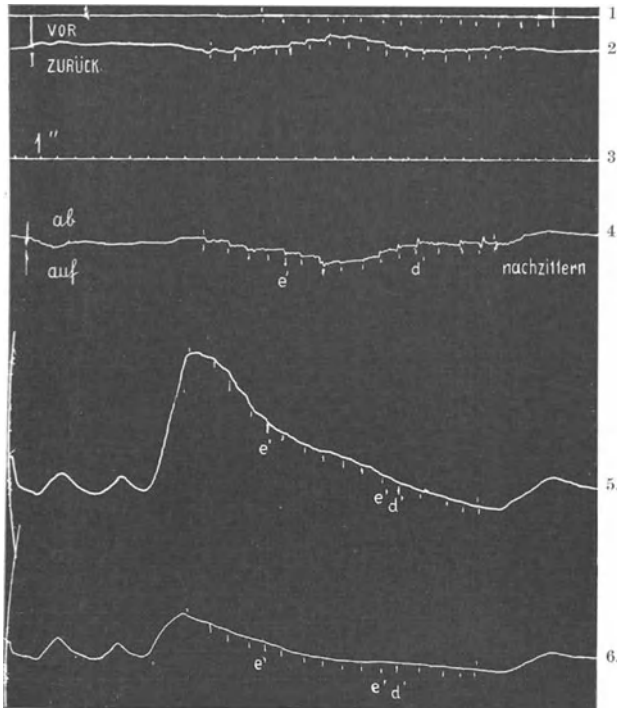 1
VOR
2
ZURÜCK
1"
3
ab
4
auf
e'
d'
nachzittern
e'
e' d'
5.
e'
e' d'
6.